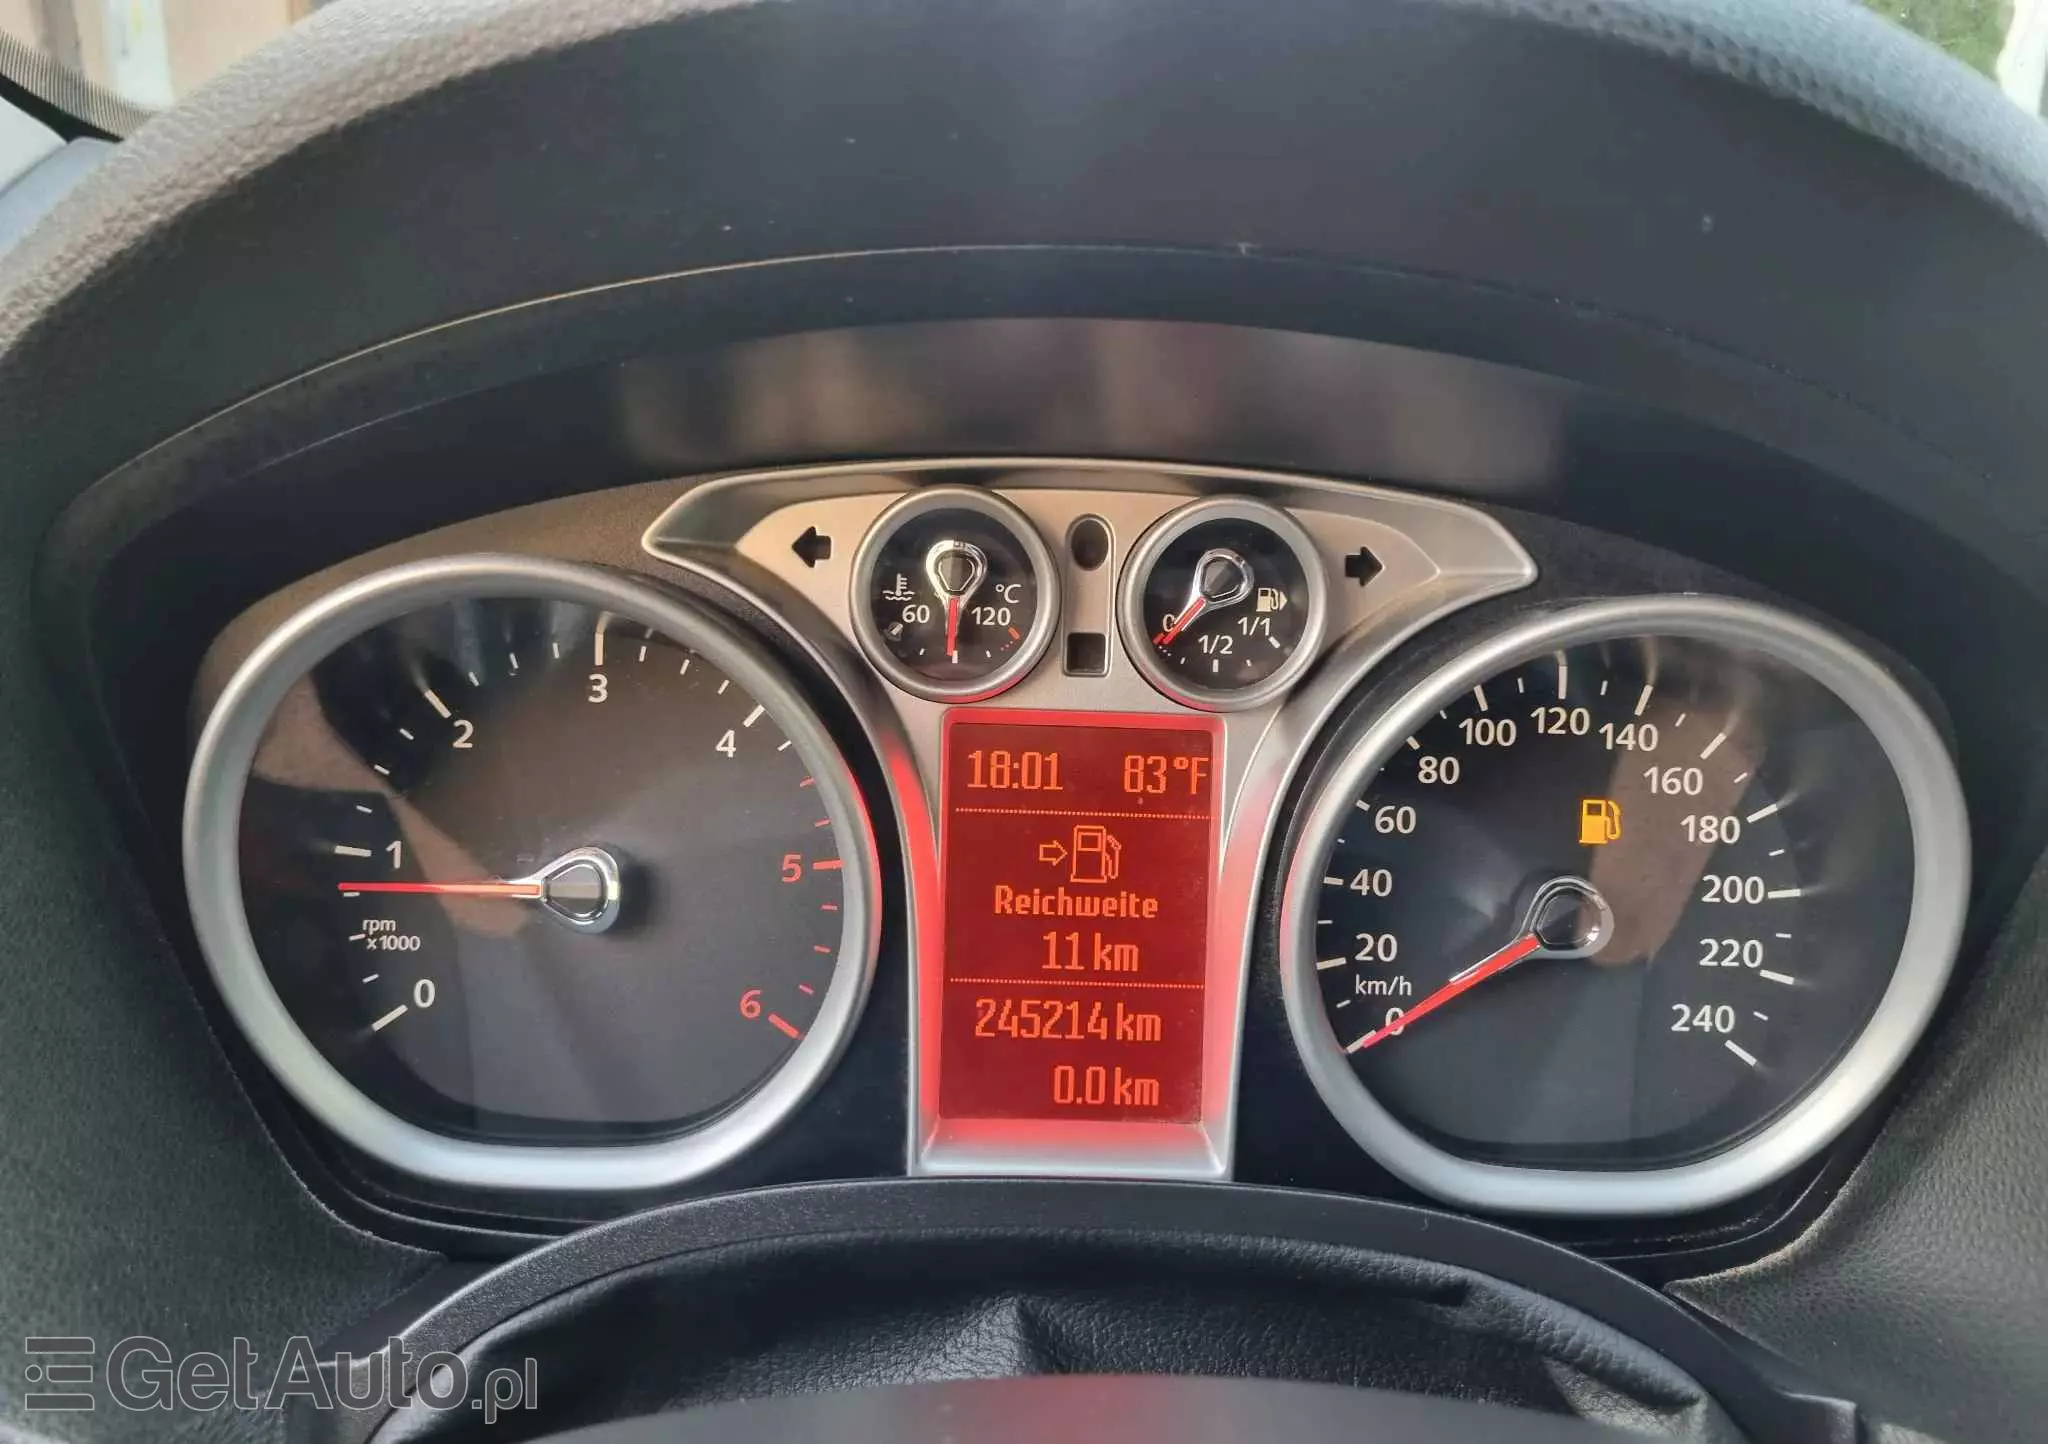 60 120 °C
0 1/2 1/1
0 1 2 3 4 5 6
rpm
x1000
18:01 83°F
Reichweite
11 km
245214 km
0.0 km
0 20 40 60 80 100 120 140 160 180 200 220 240
km/h
GetAuto.pl